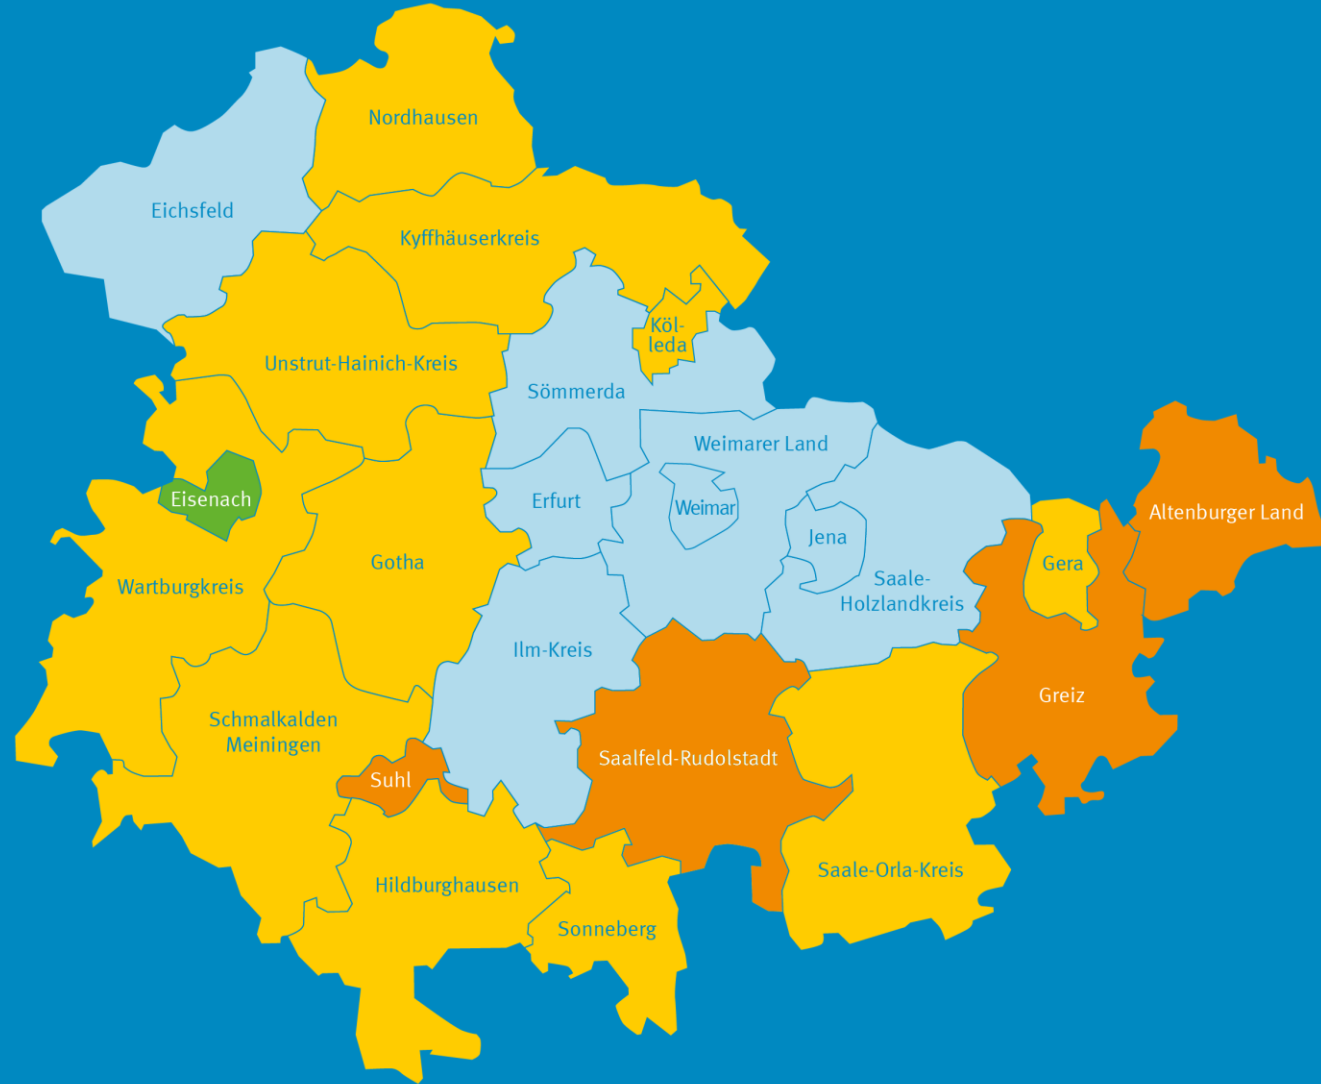 Nordhausen
Eichsfeld
Kyffhäuserkreis
Köl-
leda
Unstrut-Hainich-Kreis
Sömmerda
Weimarer Land
Eisenach
Erfurt
Weimar
Jena
Altenburger Land
Gotha
Gera
Wartburgkreis
Saale-
Holzlandkreis
Ilm-Kreis
Greiz
Schmalkalden
Meiningen
Suhl
Saalfeld-Rudolstadt
Hildburghausen
Saale-Orla-Kreis
Sonneberg